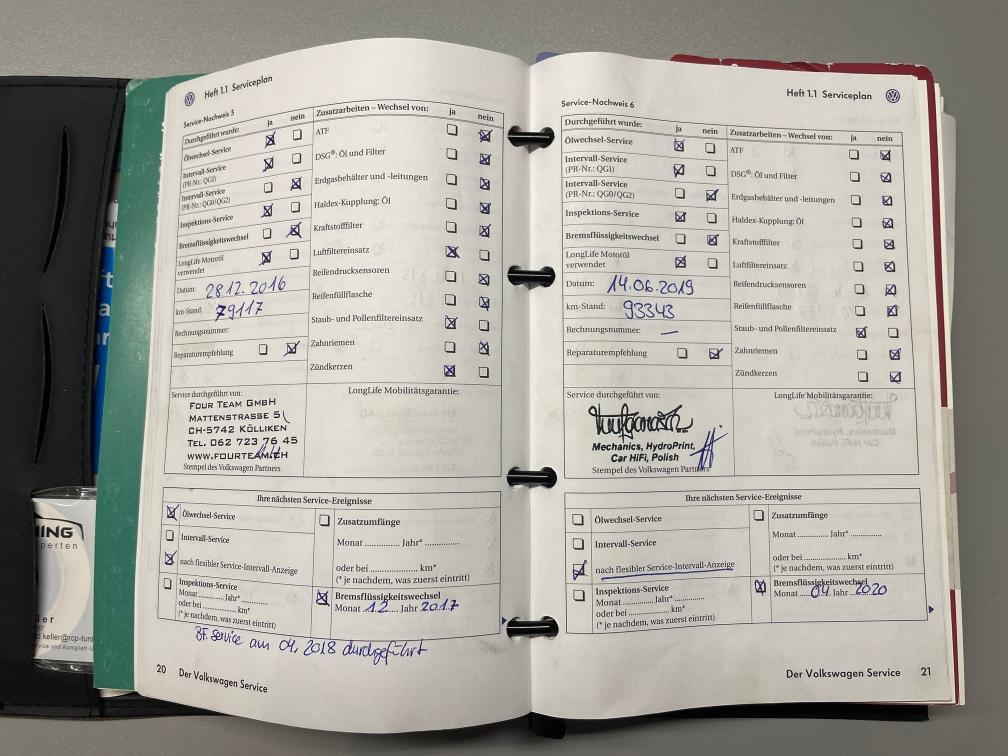 Heft 1.1 Serviceplan
Service-Nachweis 5
Durchgeführt wurde: ja nein
Ölwechsel-Service
Intervall-Service
(PR-Nr.: QGI)
Intervall-Service
(PR-Nr.: QG0/QG2)
Inspektions-Service
Bremsflüssigkeitswechsel
LongLife Motoröl
verwendet
Datum: 28.12.2016
km-Stand: 79117
Rechnungsnummer:
Reparaturempfehlung
Zusatzarbeiten – Wechsel von: ja nein
ATF
DSG®: Öl und Filter
Erdgasbehälter und -leitungen
Haldex-Kupplung: Öl
Kraftstofffilter
Luftfiltereinsatz
Reifendrucksensoren
Reifenfüllflasche
Staub- und Pollenfiltereinsatz
Zahnriemen
Zündkerzen
Service durchgeführt von:
FOUR TEAM GMBH
MATTENSTRASSE 5
CH-5742 KÖLLIKEN
TEL. 062 723 76 45
WWW.FOURTEAM.CH
Stempel des Volkswagen Partners
LongLife Mobilitätsgarantie:
Ihre nächsten Service-Ereignisse
Ölwechsel-Service
Intervall-Service
nach flexibler Service-Intervall-Anzeige
Inspektions-Service
Monat ............ Jahr* ............
oder bei ............ km*
(* je nachdem, was zuerst eintritt)
Zusatzumfänge
Monat ............ Jahr* ............
oder bei ............ km*
(* je nachdem, was zuerst eintritt)
Bremsflüssigkeitswechsel
Monat 12 Jahr 2017
BF. Service am 04.2018 durchgeführt
20 Der Volkswagen Service
Heft 1.1 Serviceplan
Service-Nachweis 6
Durchgeführt wurde: ja nein
Ölwechsel-Service
Intervall-Service
(PR-Nr.: QGI)
Intervall-Service
(PR-Nr.: QG0/QG2)
Inspektions-Service
Bremsflüssigkeitswechsel
LongLife Motoröl
verwendet
Datum: 14.06.2019
km-Stand: 93343
Rechnungsnummer: —
Reparaturempfehlung
Zusatzarbeiten – Wechsel von: ja nein
ATF
DSG®: Öl und Filter
Erdgasbehälter und -leitungen
Haldex-Kupplung: Öl
Kraftstofffilter
Luftfiltereinsatz
Reifendrucksensoren
Reifenfüllflasche
Staub- und Pollenfiltereinsatz
Zahnriemen
Zündkerzen
Service durchgeführt von:
Mechanics, HydroPrint,
Car HiFi, Polish
Stempel des Volkswagen Partners
LongLife Mobilitätsgarantie:
Ihre nächsten Service-Ereignisse
Ölwechsel-Service
Intervall-Service
nach flexibler Service-Intervall-Anzeige
Inspektions-Service
Monat ............ Jahr* ............
oder bei ............ km*
(* je nachdem, was zuerst eintritt)
Zusatzumfänge
Monat ............ Jahr* ............
oder bei ............ km*
(* je nachdem, was zuerst eintritt)
Bremsflüssigkeitswechsel
Monat 04 Jahr 2020
Der Volkswagen Service 21